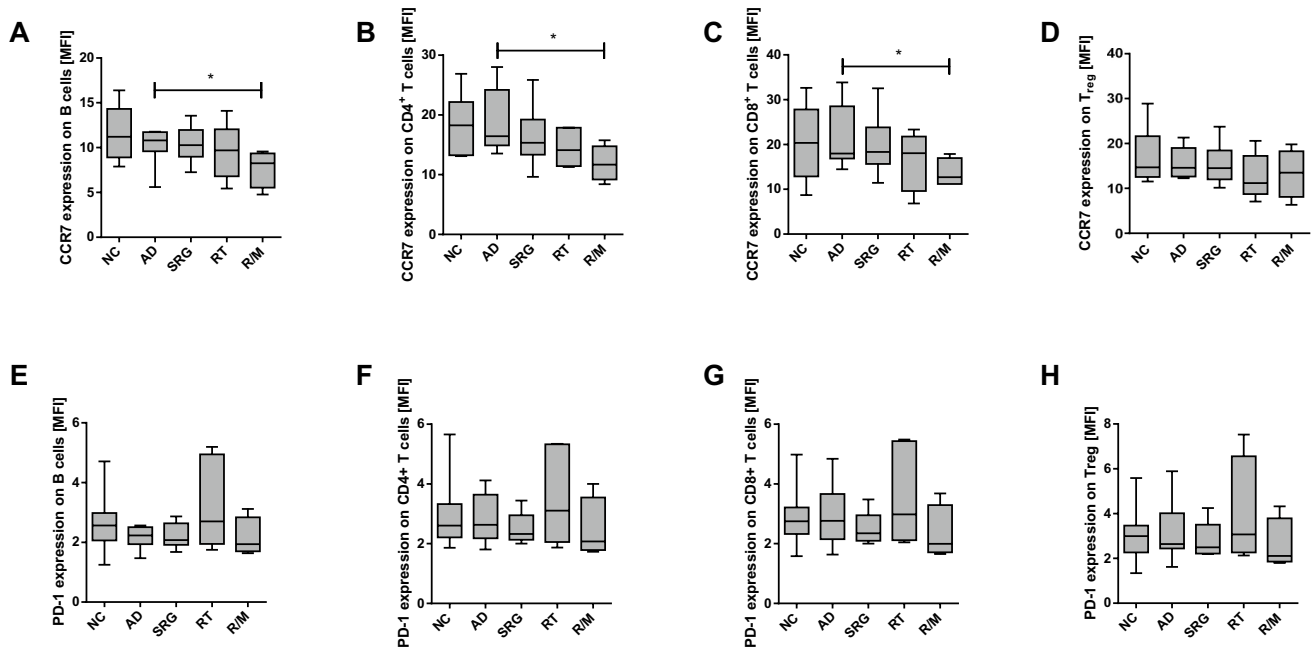 A
CCR7 expression on B cells [MFI]
20
15
10
5
0
*
NC
AD
SRG
RT
R/M
B
CCR7 expression on CD4⁺ T cells [MFI]
30
20
10
0
*
NC
AD
SRG
RT
R/M
C
CCR7 expression on CD8⁺ T cells [MFI]
40
30
20
10
0
*
NC
AD
SRG
RT
R/M
D
CCR7 expression on Treg [MFI]
40
30
20
10
0
NC
AD
SRG
RT
R/M
E
PD-1 expression on B cells [MFI]
6
4
2
0
NC
AD
SRG
RT
R/M
F
PD-1 expression on CD4+ T cells [MFI]
6
4
2
0
NC
AD
SRG
RT
R/M
G
PD-1 expression on CD8+ T cells [MFI]
6
4
2
0
NC
AD
SRG
RT
R/M
H
PD-1 expression on Treg [MFI]
8
6
4
2
0
NC
AD
SRG
RT
R/M